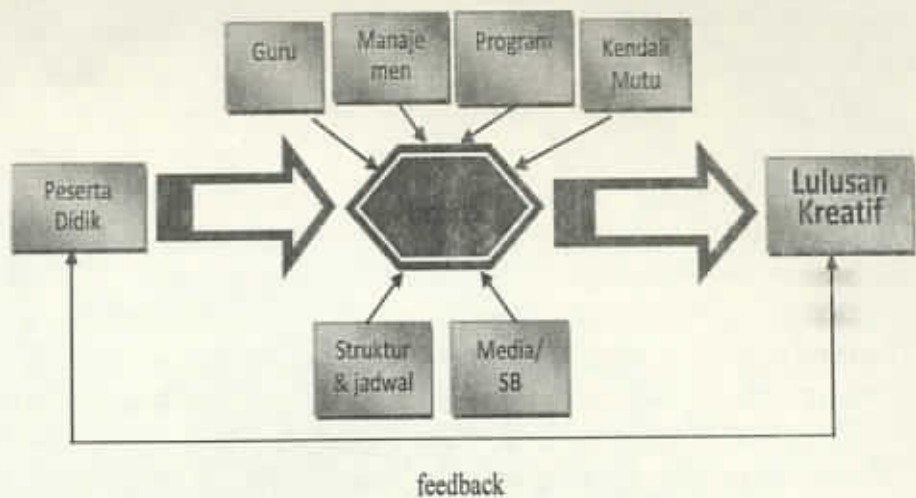 Guru
Manaje
men
Program
Kendali
Mutu
Peserta
Didik
Lulusan
Kreatif
Struktur
& jadwal
Media/
SB
feedback